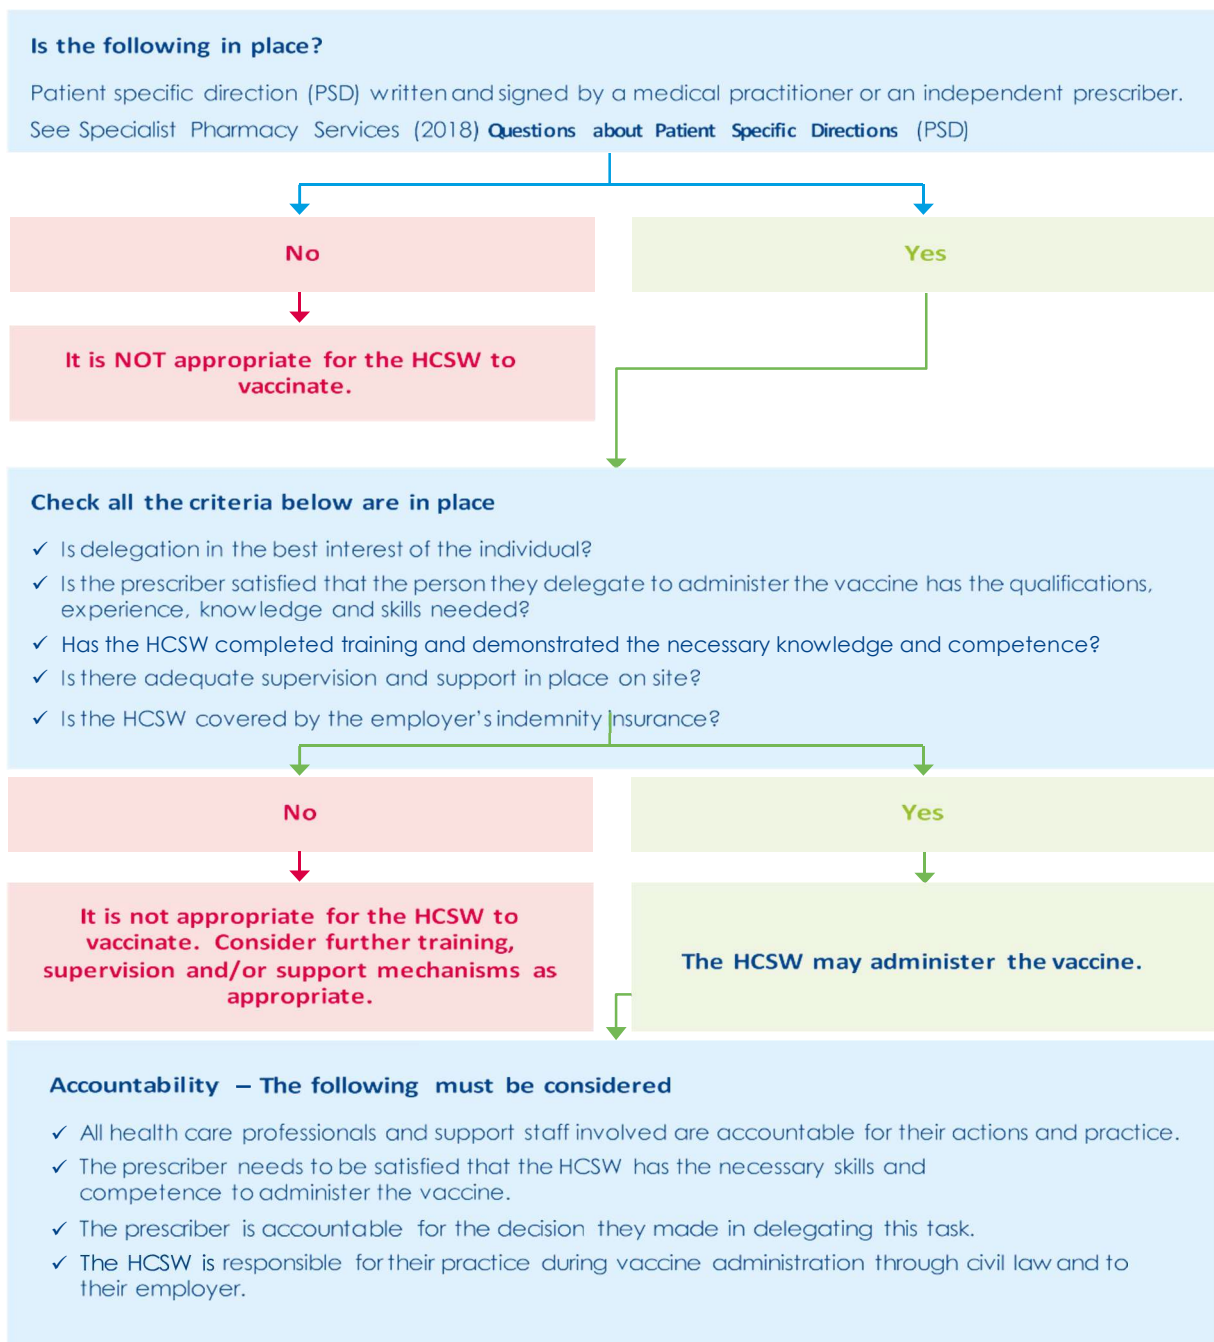 Is the following in place?
Patient specific direction (PSD) written and signed by a medical practitioner or an independent prescriber.
See Specialist Pharmacy Services (2018) Questions about Patient Specific Directions (PSD)
No
Yes
It is NOT appropriate for the HCSW to
vaccinate.
Check all the criteria below are in place
✓ Is delegation in the best interest of the individual?
✓ Is the prescriber satisfied that the person they delegate to administer the vaccine has the qualifications,
experience, knowledge and skills needed?
✓ Has the HCSW completed training and demonstrated the necessary knowledge and competence?
✓ Is there adequate supervision and support in place on site?
✓ Is the HCSW covered by the employer's indemnity insurance?
No
Yes
It is not appropriate for the HCSW to
vaccinate. Consider further training,
supervision and/or support mechanisms as
appropriate.
The HCSW may administer the vaccine.
Accountability – The following must be considered
✓ All health care professionals and support staff involved are accountable for their actions and practice.
✓ The prescriber needs to be satisfied that the HCSW has the necessary skills and
competence to administer the vaccine.
✓ The prescriber is accountable for the decision they made in delegating this task.
✓ The HCSW is responsible for their practice during vaccine administration through civil law and to
their employer.